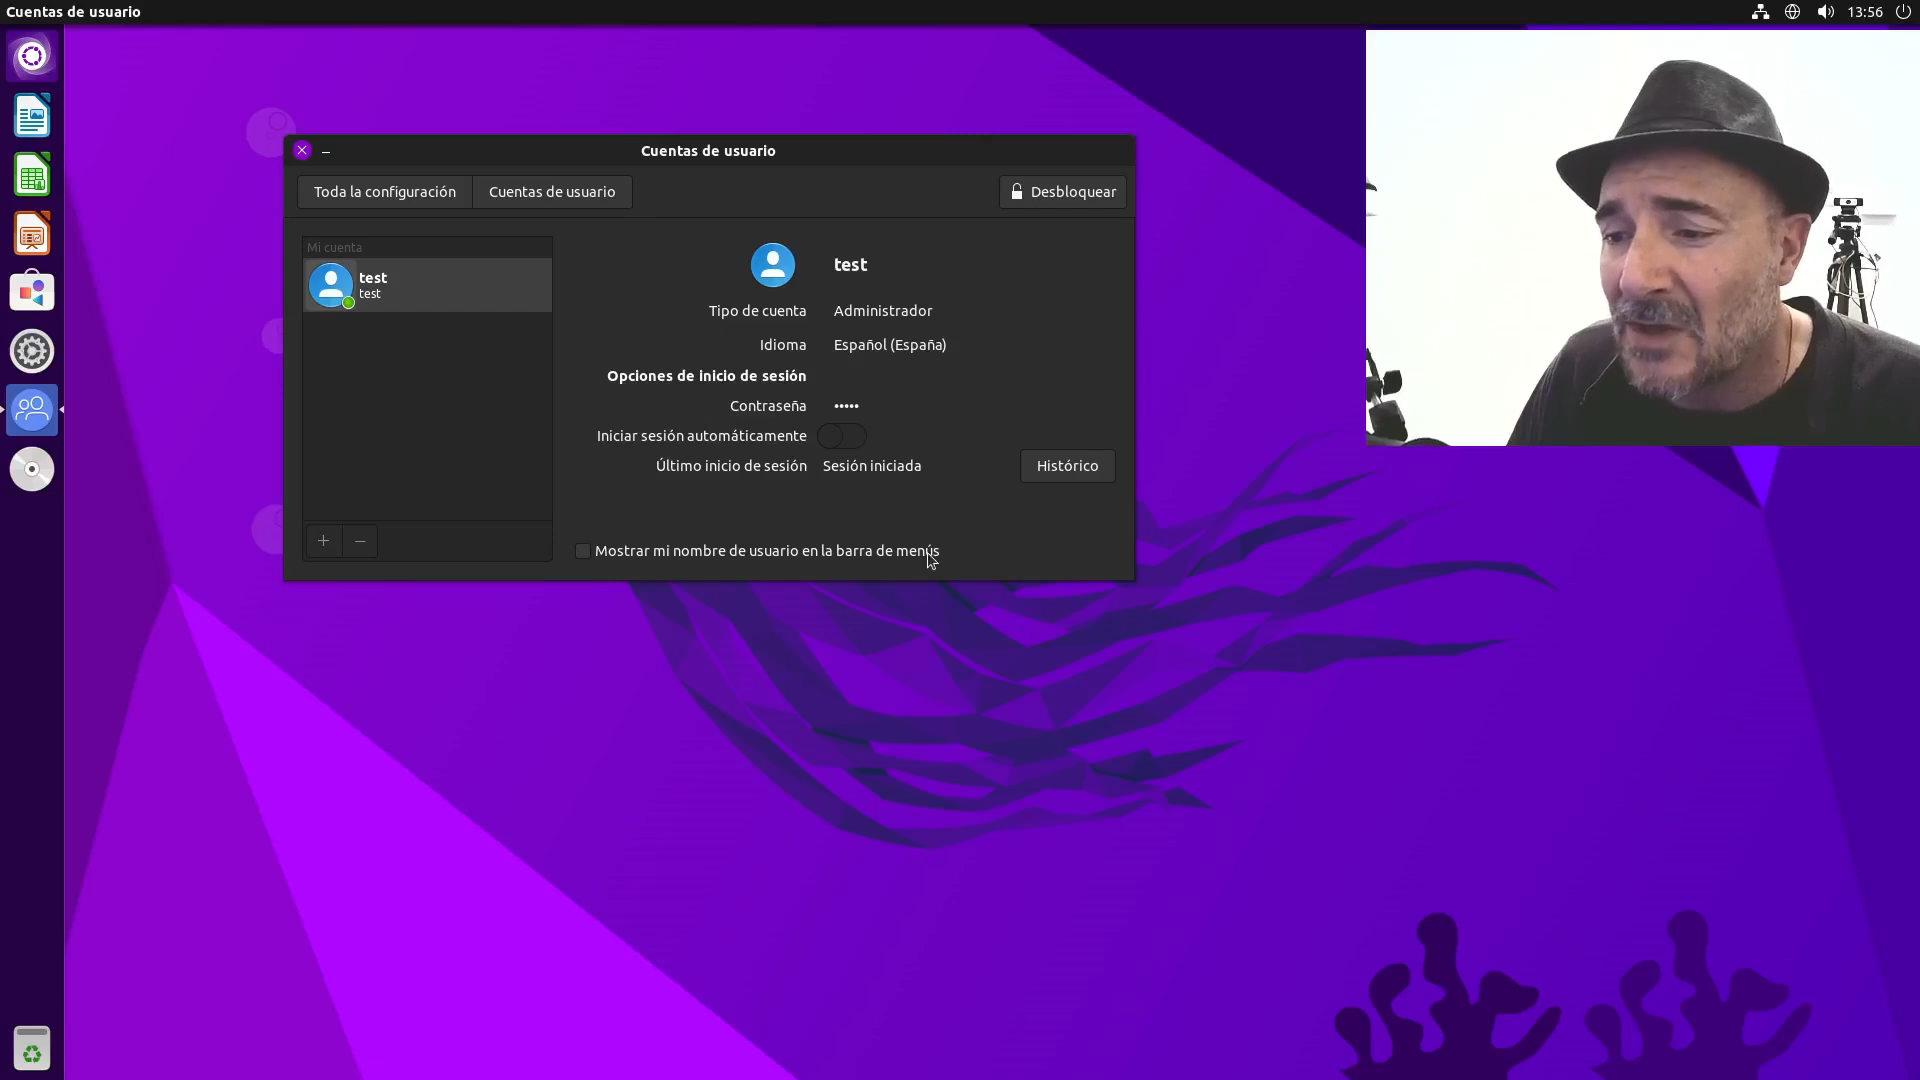 Cuentas de usuario
13:56
Cuentas de usuario
Toda la configuración
Cuentas de usuario
Desbloquear
Mi cuenta
test
test
test
Tipo de cuenta Administrador
Idioma Español (España)
Opciones de inicio de sesión
Contraseña •••••
Iniciar sesión automáticamente
Último inicio de sesión Sesión iniciada
Histórico
Mostrar mi nombre de usuario en la barra de menús